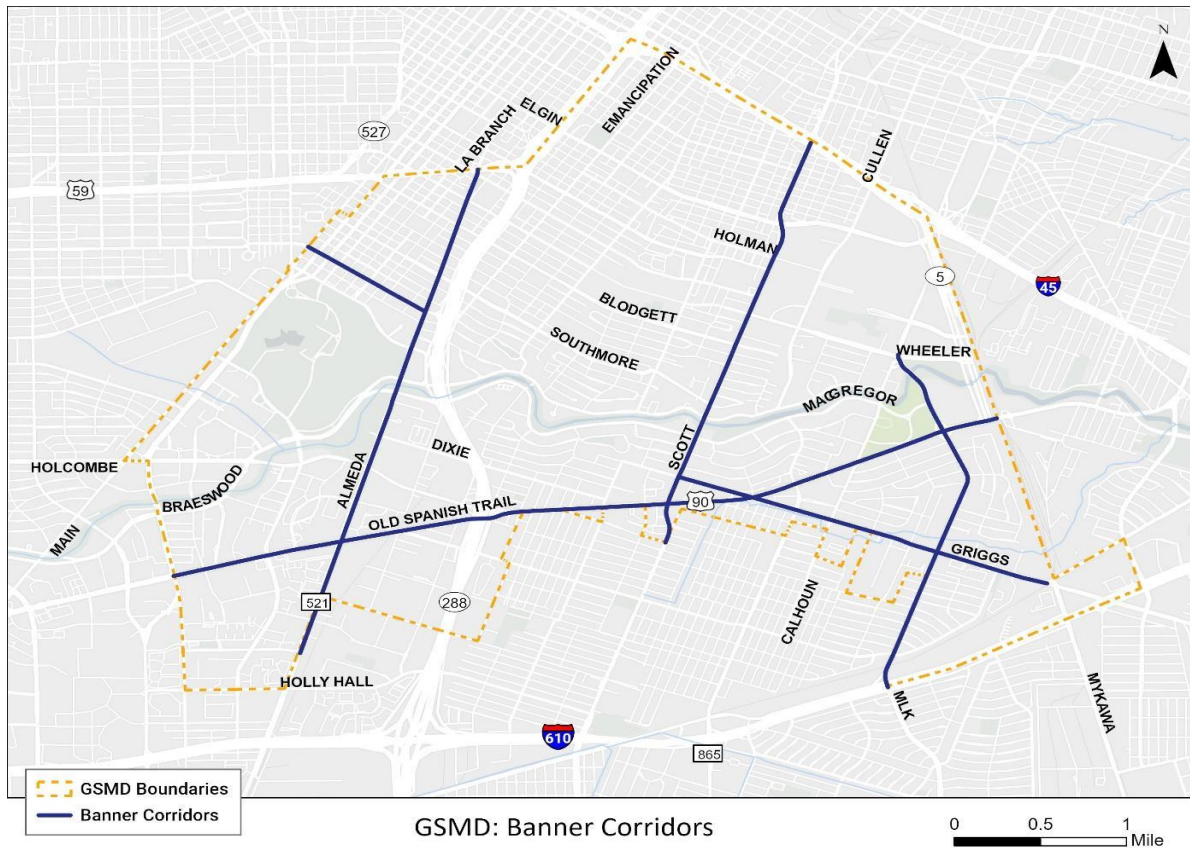 N
EMANCIPATION
ELGIN
LA BRANCH
527
59
CULLEN
HOLMAN
5
45
BLODGETT
SOUTHMORE
WHEELER
MACGREGOR
DIXIE
SCOTT
HOLCOMBE
BRAESWOOD
ALMEDA
OLD SPANISH TRAIL
90
MAIN
GRIGGS
521
288
CALHOUN
HOLLY HALL
MLK
MYKAWA
610
865
GSMD Boundaries
Banner Corridors
GSMD: Banner Corridors
0 0.5 1
Mile